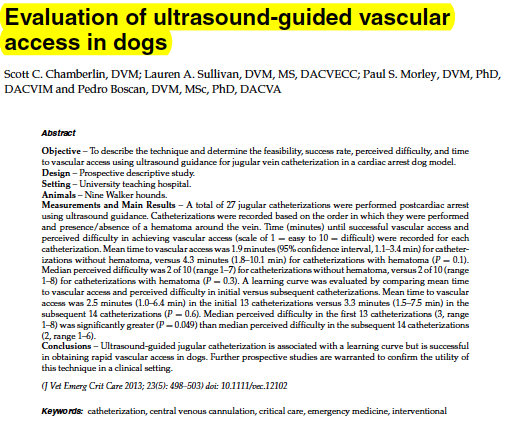 Evaluation of ultrasound-guided vascular
access in dogs
Scott C. Chamberlin, DVM; Lauren A. Sullivan, DVM, MS, DACVECC; Paul S. Morley, DVM, PhD,
DACVIM and Pedro Boscan, DVM, MSc, PhD, DACVA
Abstract
Objective – To describe the technique and determine the feasibility, success rate, perceived difficulty, and time
to vascular access using ultrasound guidance for jugular vein catheterization in a cardiac arrest dog model.
Design – Prospective descriptive study.
Setting – University teaching hospital.
Animals – Nine Walker hounds.
Measurements and Main Results – A total of 27 jugular catheterizations were performed postcardiac arrest
using ultrasound guidance. Catheterizations were recorded based on the order in which they were performed
and presence/absence of a hematoma around the vein. Time (minutes) until successful vascular access and
perceived difficulty in achieving vascular access (scale of 1 = easy to 10 = difficult) were recorded for each
catheterization. Mean time to vascular access was 1.9 minutes (95% confidence interval, 1.1–3.4 min) for catheter-
izations without hematoma, versus 4.3 minutes (1.8–10.1 min) for catheters with hematoma (P = 0.1).
Median perceived difficulty was 2 of 10 (range 1–7) for catheterizations without hematoma, versus 2 of 10 (range
1–8) for catheterizations with hematoma (P = 0.3). A learning curve was evaluated by comparing mean time
to vascular access and perceived difficulty in initial versus subsequent catheterizations. Mean time to vascular
access was 2.5 minutes (1.0–6.4 min) in the initial 13 catheterizations versus 3.3 minutes (1.5–7.5 min) in the
subsequent 14 catheterizations (P = 0.6). Median perceived difficulty in the first 13 catheterizations (3, range
1–8) was significantly greater (P = 0.049) than median perceived difficulty in the subsequent 14 catheterizations
(2, range 1–6).
Conclusions – Ultrasound-guided jugular catheterization is associated with a learning curve but is successful
in obtaining rapid vascular access in dogs. Further prospective studies are warranted to confirm the utility of
this technique in a clinical setting.
(J Vet Emerg Crit Care 2013; 23(5): 498–503) doi: 10.1111/vec.12102
Keywords: catheterization, central venous cannulation, critical care, emergency medicine, interventional